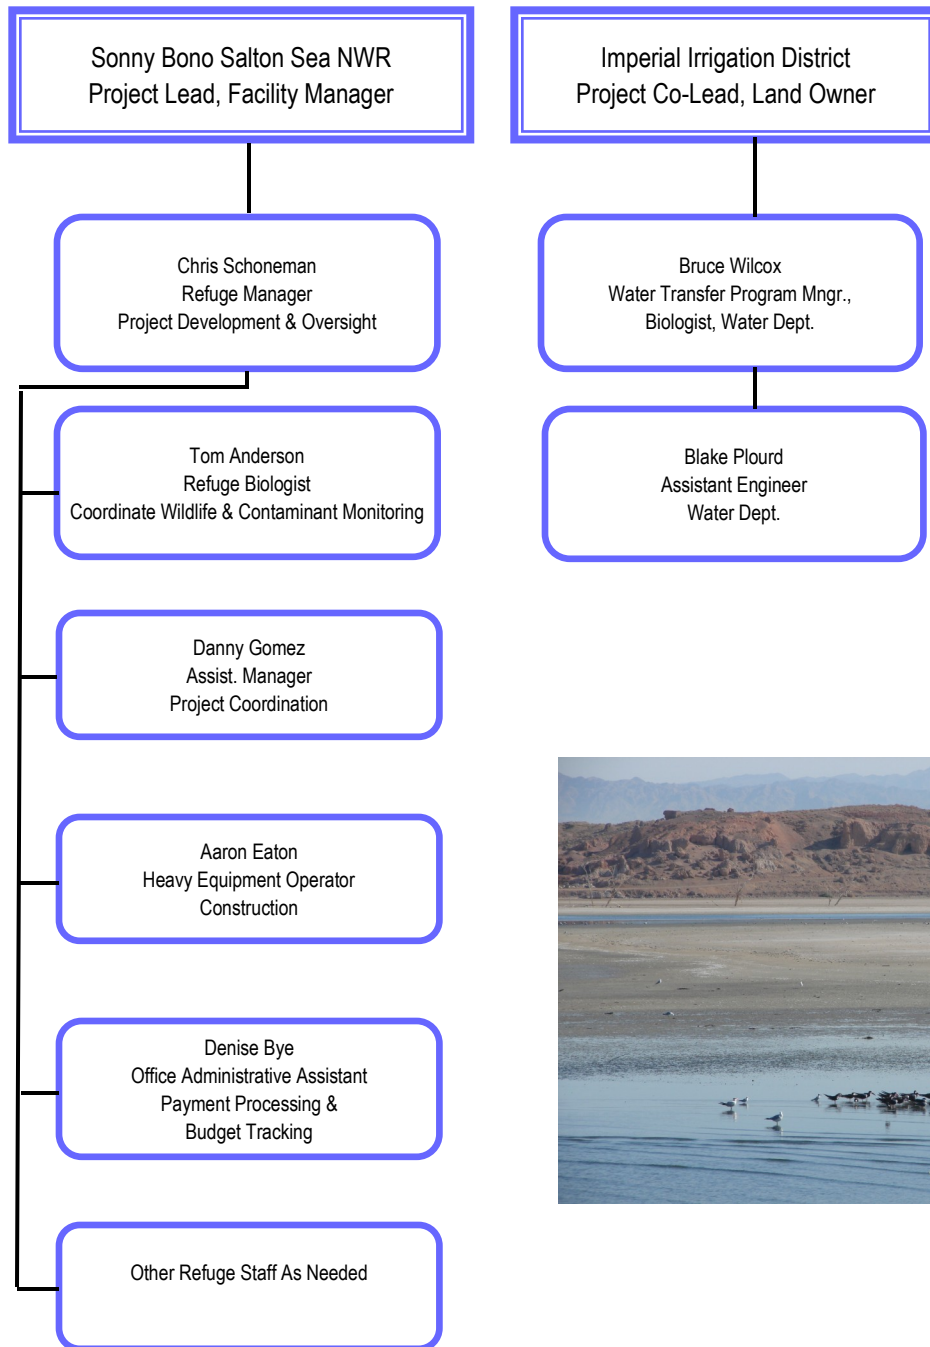 Sonny Bono Salton Sea NWR
Project Lead, Facility Manager
Imperial Irrigation District
Project Co-Lead, Land Owner
Chris Schoneman
Refuge Manager
Project Development & Oversight
Bruce Wilcox
Water Transfer Program Mngr.,
Biologist, Water Dept.
Tom Anderson
Refuge Biologist
Coordinate Wildlife & Contaminant Monitoring
Blake Plourd
Assistant Engineer
Water Dept.
Danny Gomez
Assist. Manager
Project Coordination
Aaron Eaton
Heavy Equipment Operator
Construction
Denise Bye
Office Administrative Assistant
Payment Processing &
Budget Tracking
Other Refuge Staff As Needed